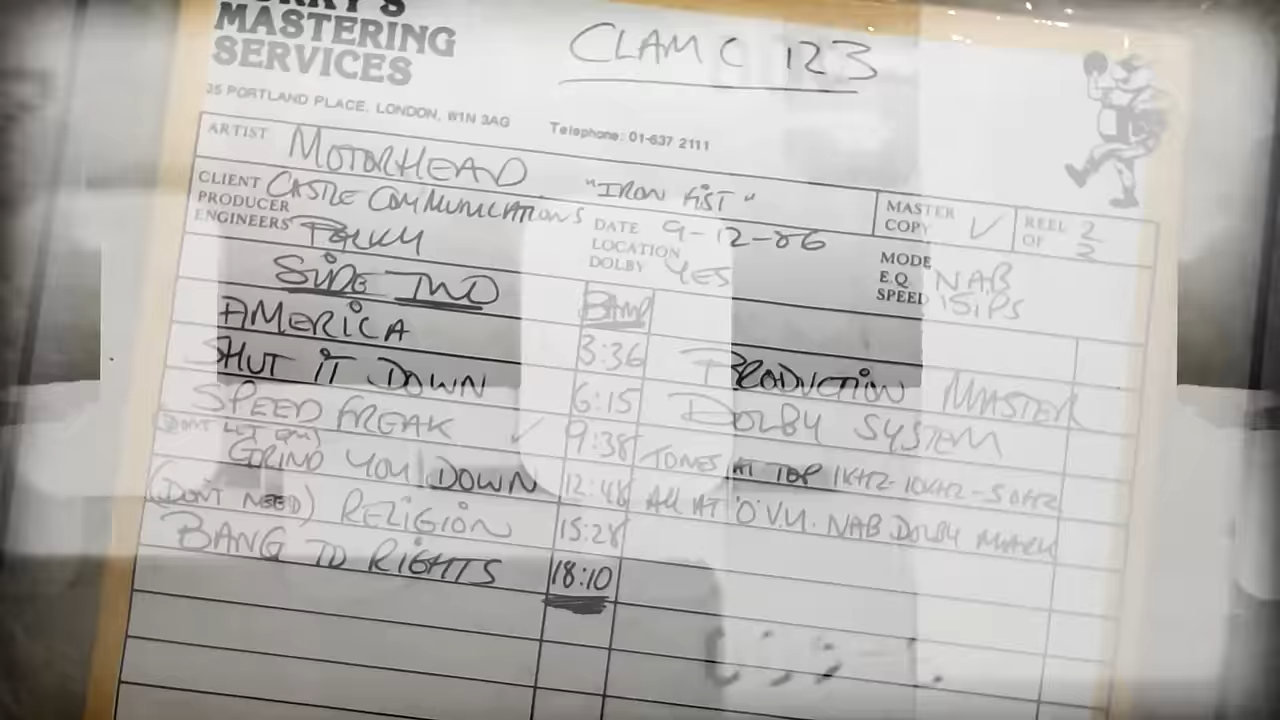 MASTERING
SERVICES
CLAM C 123
35 PORTLAND PLACE, LONDON, W1N 3AG
Telephone: 01-637 2111
ARTIST MOTORHEAD
"IRON FIST"
CLIENT CASTLE COMMUNICATIONS
PRODUCER
ENGINEERS PORKY
DATE 9-12-86
LOCATION
DOLBY YES
MASTER
COPY ✓
REEL 2
OF 2
MODE
E.Q. NAB
SPEED 15IPS
SIDE TWO
AMERICA 3:36
SHUT IT DOWN 6:15 PRODUCTION MASTER
SPEED FREAK ✓ 9:38 DOLBY SYSTEM
(DON'T LET 'EM)
GRIND YOU DOWN 12:48 TONES AT TOP 1KHZ-10KHZ-50HZ
(DON'T NEED) RELIGION 15:28 ALL AT 'O' V.U. NAB DOLBY
BANG TO RIGHTS 18:10